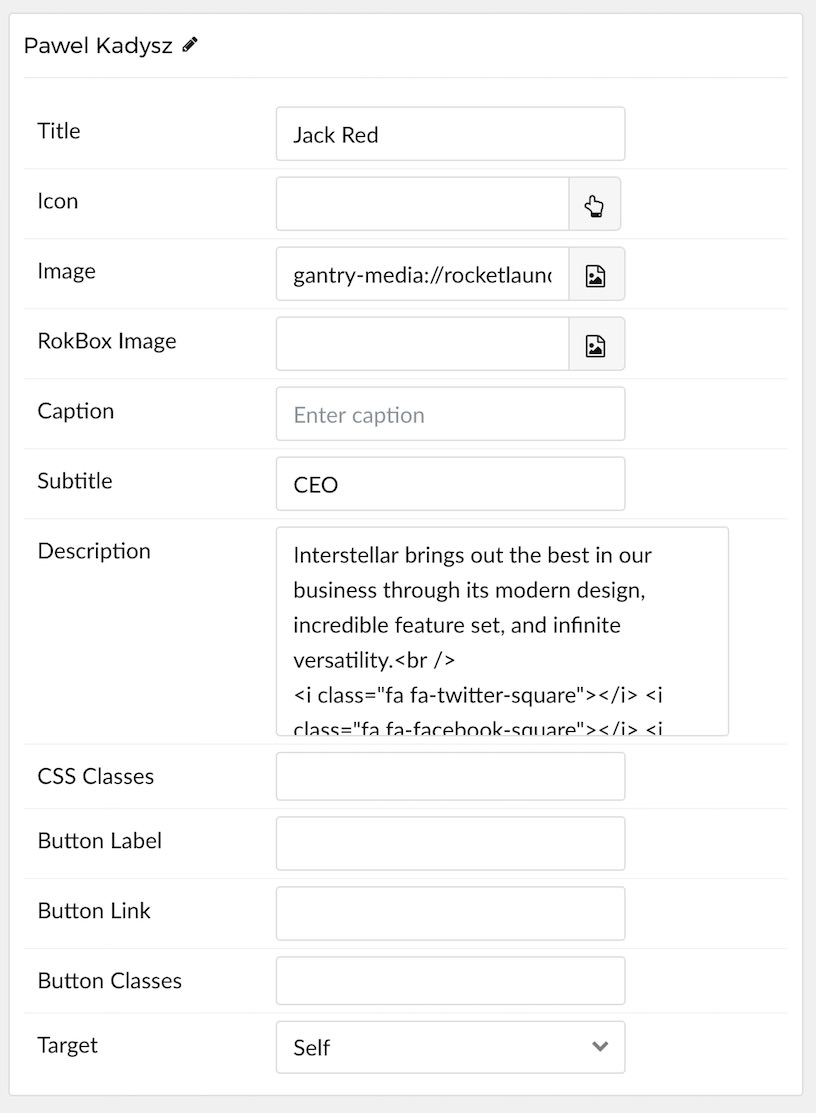 Pawel Kadysz
Title
Jack Red
Icon
Image
gantry-media://rocketlaunc
RokBox Image
Caption
Enter caption
Subtitle
CEO
Description
Interstellar brings out the best in our
business through its modern design,
incredible feature set, and infinite
versatility.<br />
<i class="fa fa-twitter-square"></i> <i
class="fa fa-facebook-square"></i> <i
CSS Classes
Button Label
Button Link
Button Classes
Target
Self